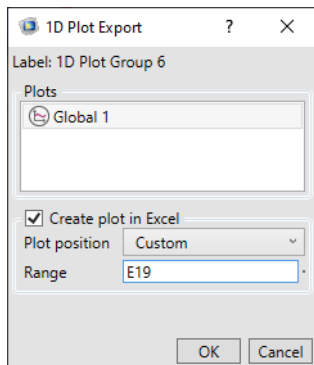 1D Plot Export ?
Label: 1D Plot Group 6
Plots
Global 1
Create plot in Excel
Plot position Custom
Range E19
OK Cancel